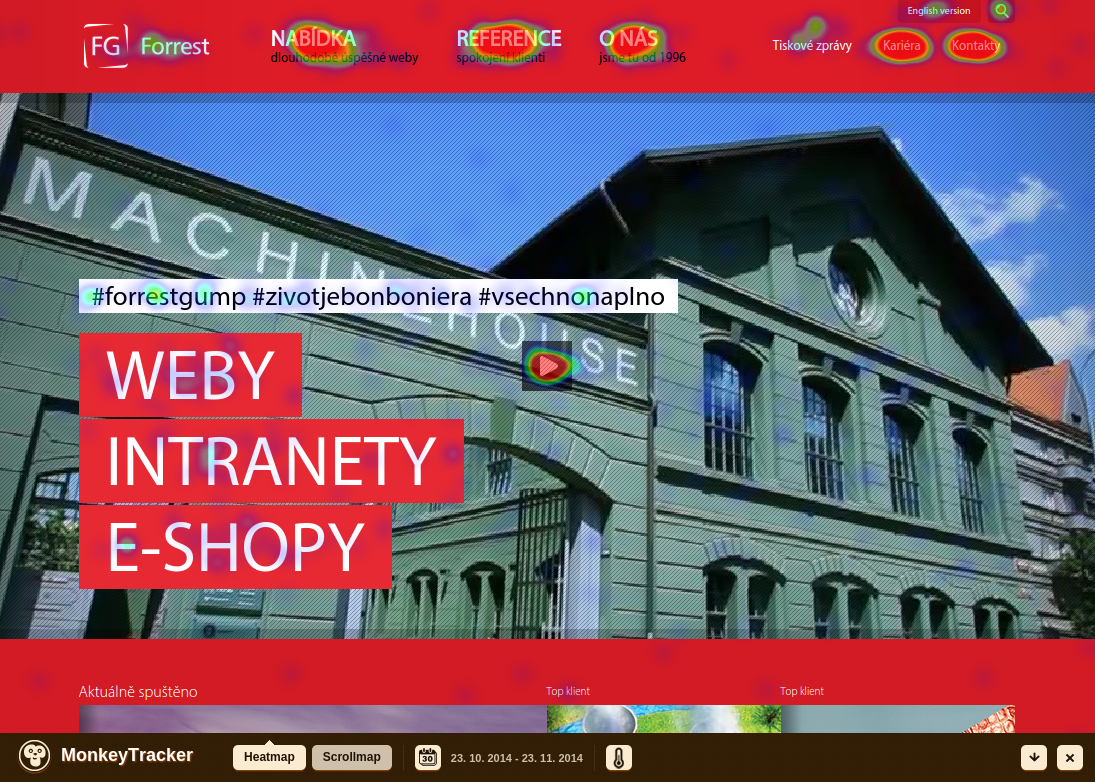 English version
FG Forrest
NABÍDKA
dlouhodobě úspěšné weby
REFERENCE
spokojení klienti
O NÁS
jsme tu od 1996
Tiskové zprávy
Kariéra
Kontakty
MACHINEHOUSE
#forrestgump #zivotjebonboniera #vsechnonaplno
WEBY
INTRANETY
E-SHOPY
Aktuálně spuštěno
Top klient
Top klient
MonkeyTracker
Heatmap
Scrollmap
30
23. 10. 2014 - 23. 11. 2014